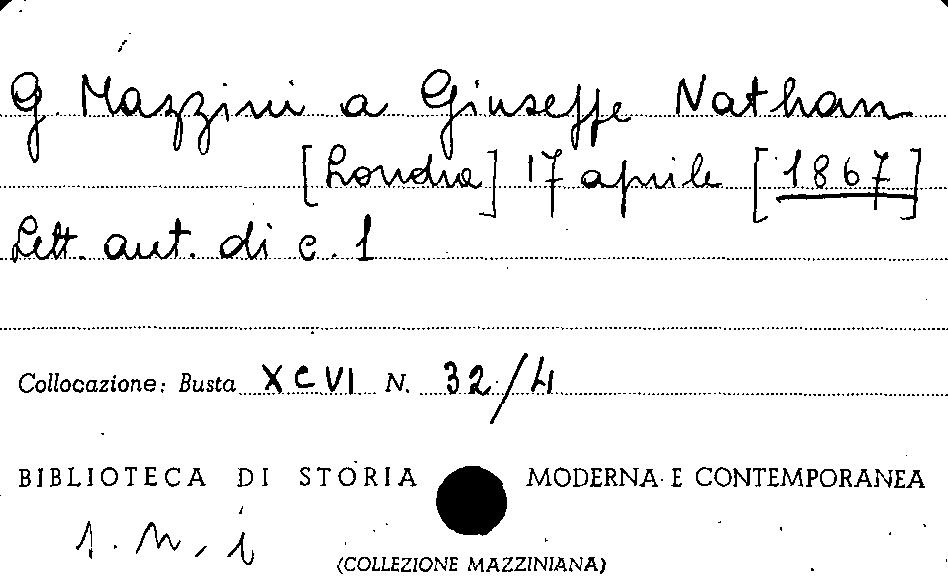 G. Mazzini a Giuseppe Nathan
[Londra] 17 aprile [1867]
Lett. aut. di c. 1
Collocazione: Busta XCVI N. 32/4
BIBLIOTECA DI STORIA MODERNA E CONTEMPORANEA
s. n. i
(COLLEZIONE MAZZINIANA)